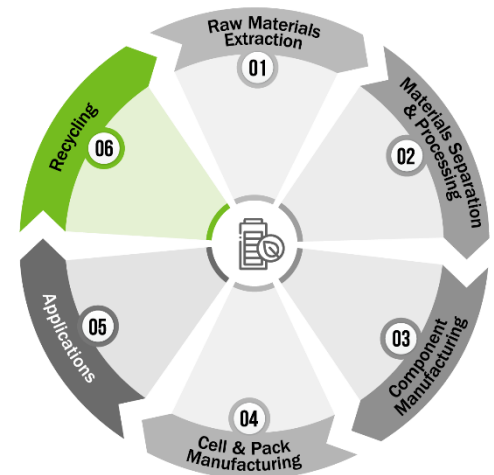 Raw Materials
Extraction
01
Materials Separation
& Processing
02
Component
Manufacturing
03
Cell & Pack
Manufacturing
04
Applications
05
Recycling
06